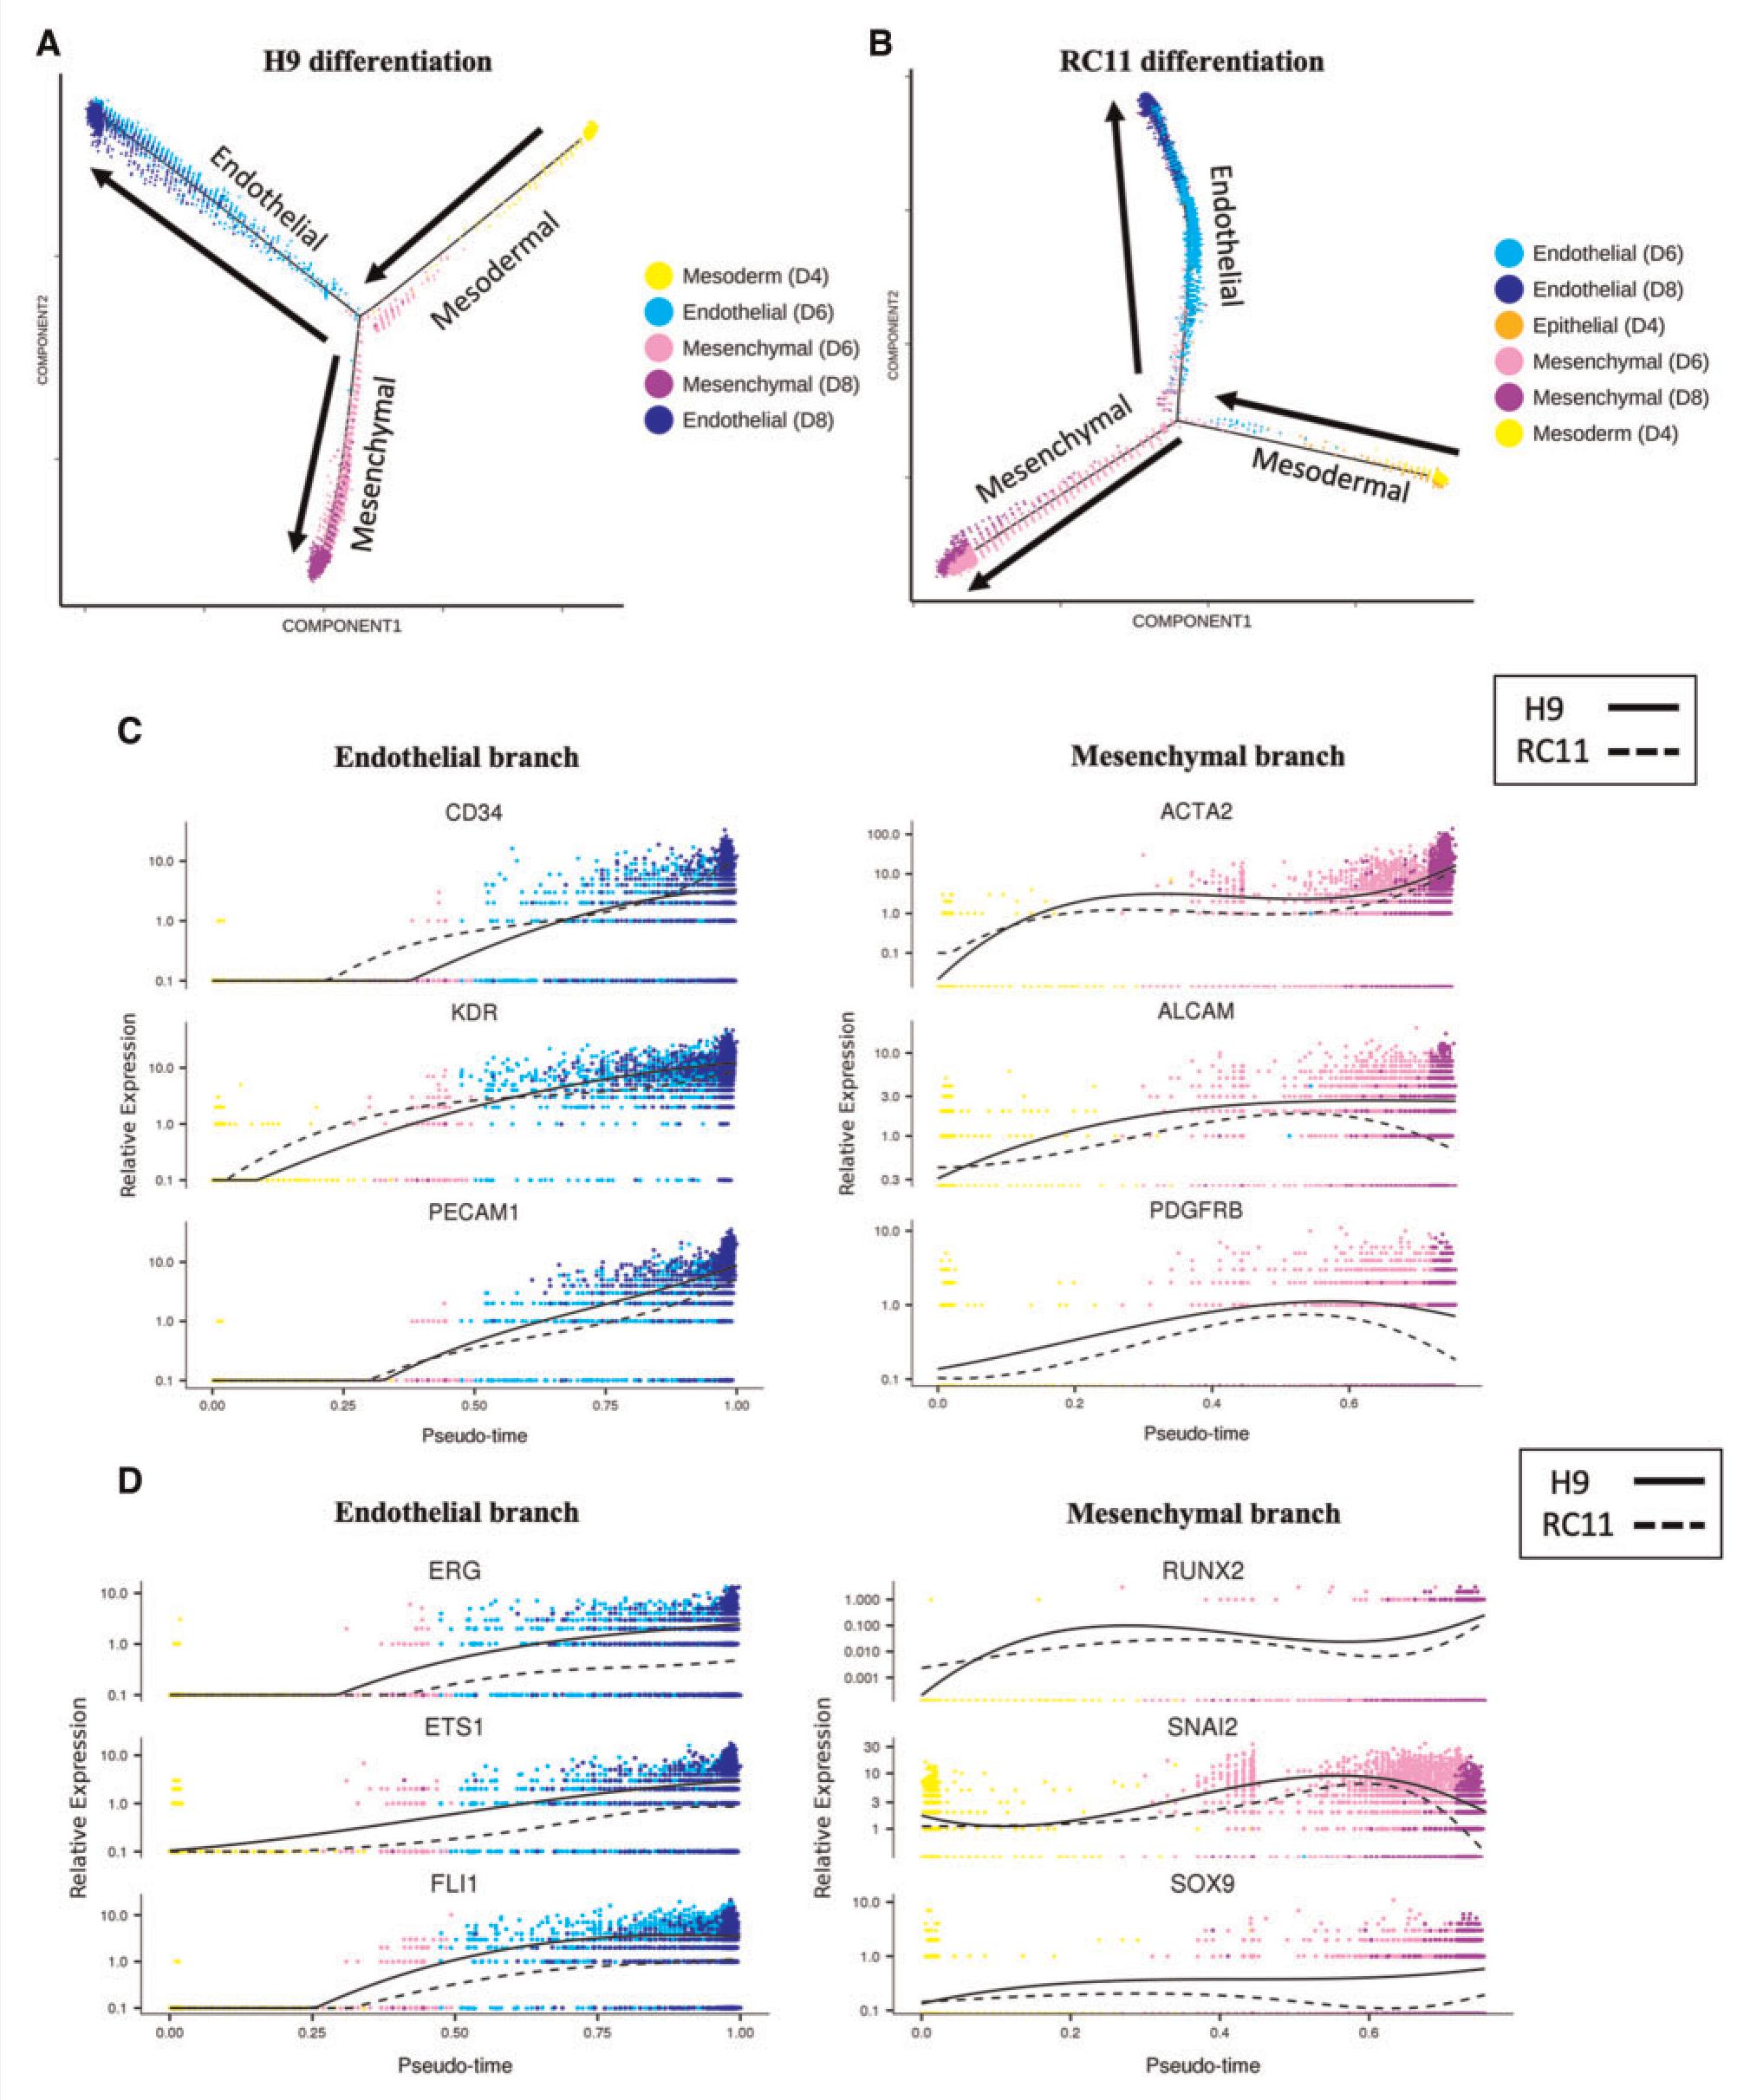 A
H9 differentiation
Endothelial
Mesodermal
Mesenchymal
COMPONENT2
COMPONENT1
Mesoderm (D4)
Endothelial (D6)
Mesenchymal (D6)
Mesenchymal (D8)
Endothelial (D8)
B
RC11 differentiation
Endothelial
Mesenchymal
Mesodermal
COMPONENT2
COMPONENT1
Endothelial (D6)
Endothelial (D8)
Epithelial (D4)
Mesenchymal (D6)
Mesenchymal (D8)
Mesoderm (D4)
H9
RC11
C
Endothelial branch
CD34
10.0
1.0
0.1
KDR
10.0
1.0
0.1
PECAM1
10.0
1.0
0.1
0.00 0.25 0.50 0.75 1.00
Relative Expression
Pseudo-time
Mesenchymal branch
ACTA2
100.0
10.0
1.0
0.1
ALCAM
10.0
3.0
1.0
0.3
PDGFRB
10.0
1.0
0.1
0.0 0.2 0.4 0.6
Relative Expression
Pseudo-time
H9
RC11
D
Endothelial branch
ERG
10.0
1.0
0.1
ETS1
10.0
1.0
0.1
FLI1
10.0
1.0
0.1
0.00 0.25 0.50 0.75 1.00
Relative Expression
Pseudo-time
Mesenchymal branch
RUNX2
1.000
0.100
0.010
0.001
SNAI2
30
10
3
1
SOX9
10.0
1.0
0.1
0.0 0.2 0.4 0.6
Relative Expression
Pseudo-time